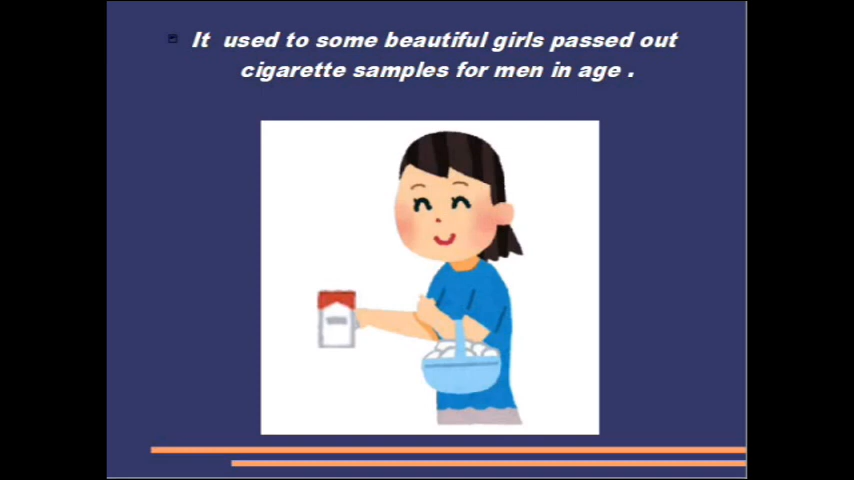 It used to some beautiful girls passed out
cigarette samples for men in age .